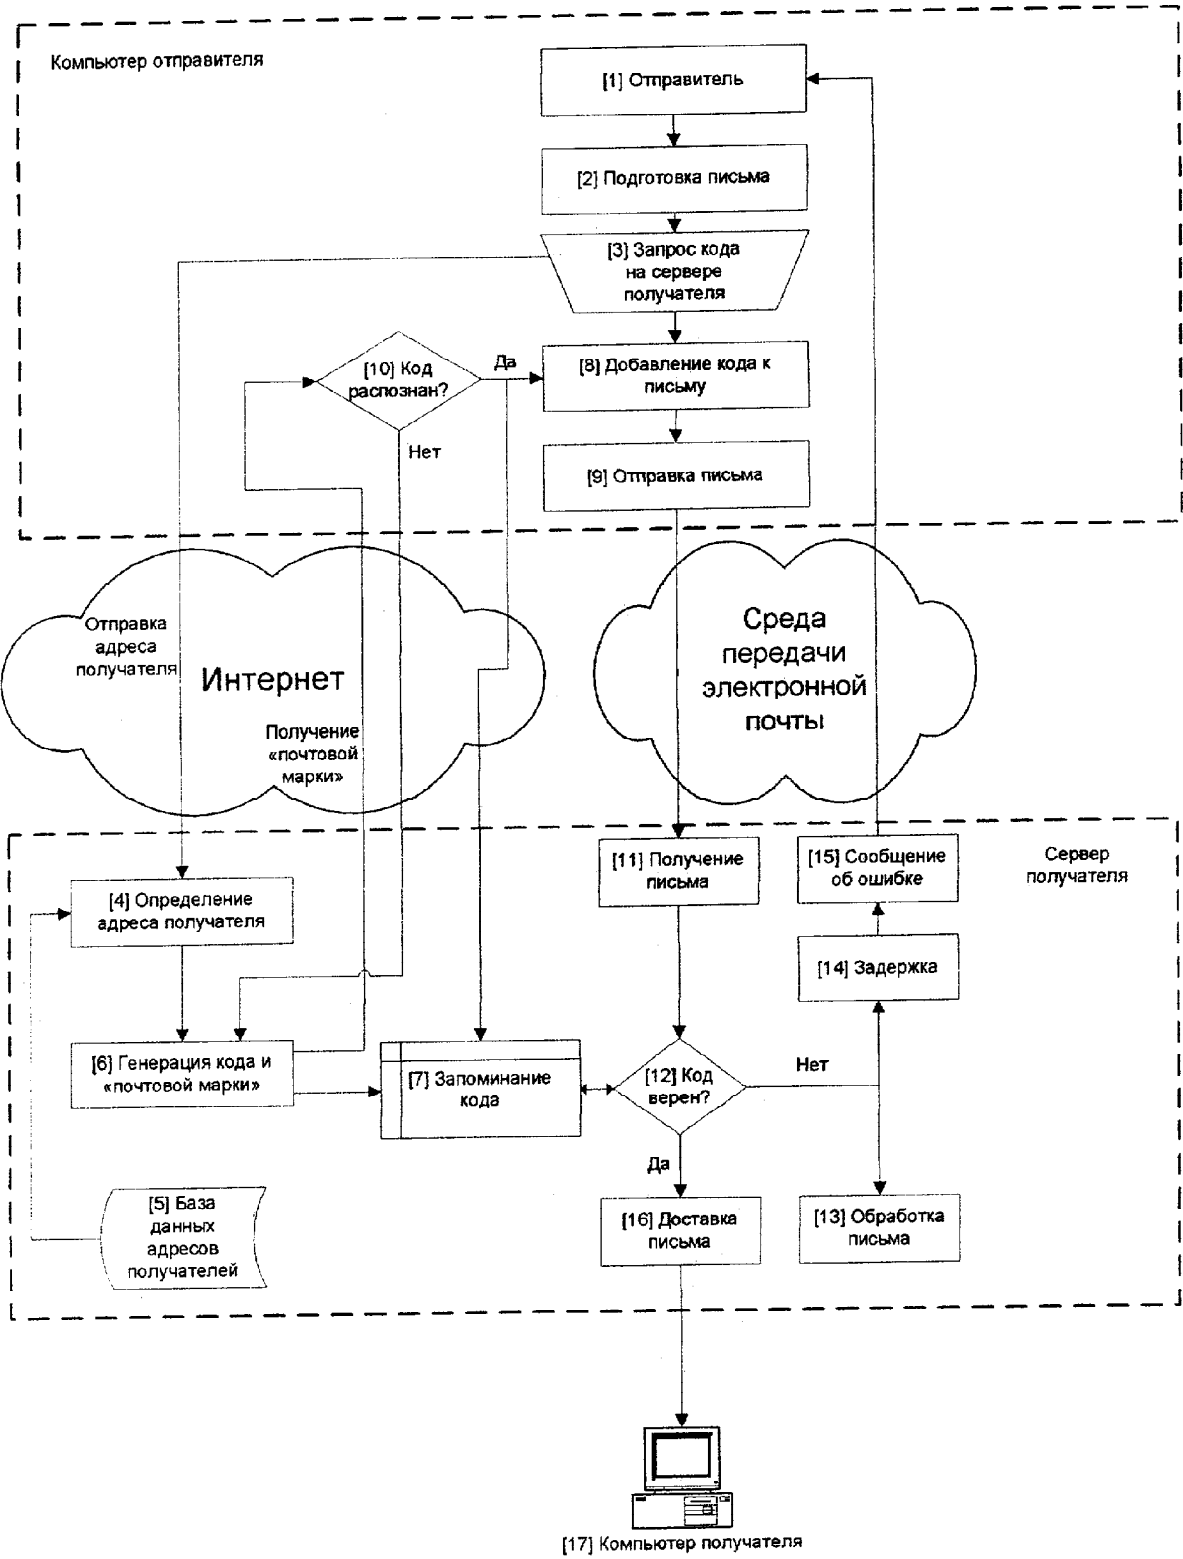 Компьютер отправителя
[1] Отправитель
[2] Подготовка письма
[3] Запрос кода
на сервере
получателя
[10] Код
распознан?
Да
[8] Добавление кода к
письму
Нет
[9] Отправка письма
Отправка
адреса
получателя
Интернет
Получение
«почтовой
марки»
Среда
передачи
электронной
почты
[11] Получение
письма
[15] Сообщение
об ошибке
Сервер
получателя
[4] Определение
адреса получателя
[14] Задержка
[6] Генерация кода и
«почтовой марки»
[7] Запоминание
кода
[12] Код
верен?
Нет
Да
[5] База
данных
адресов
получателей
[16] Доставка
письма
[13] Обработка
письма
[17] Компьютер получателя